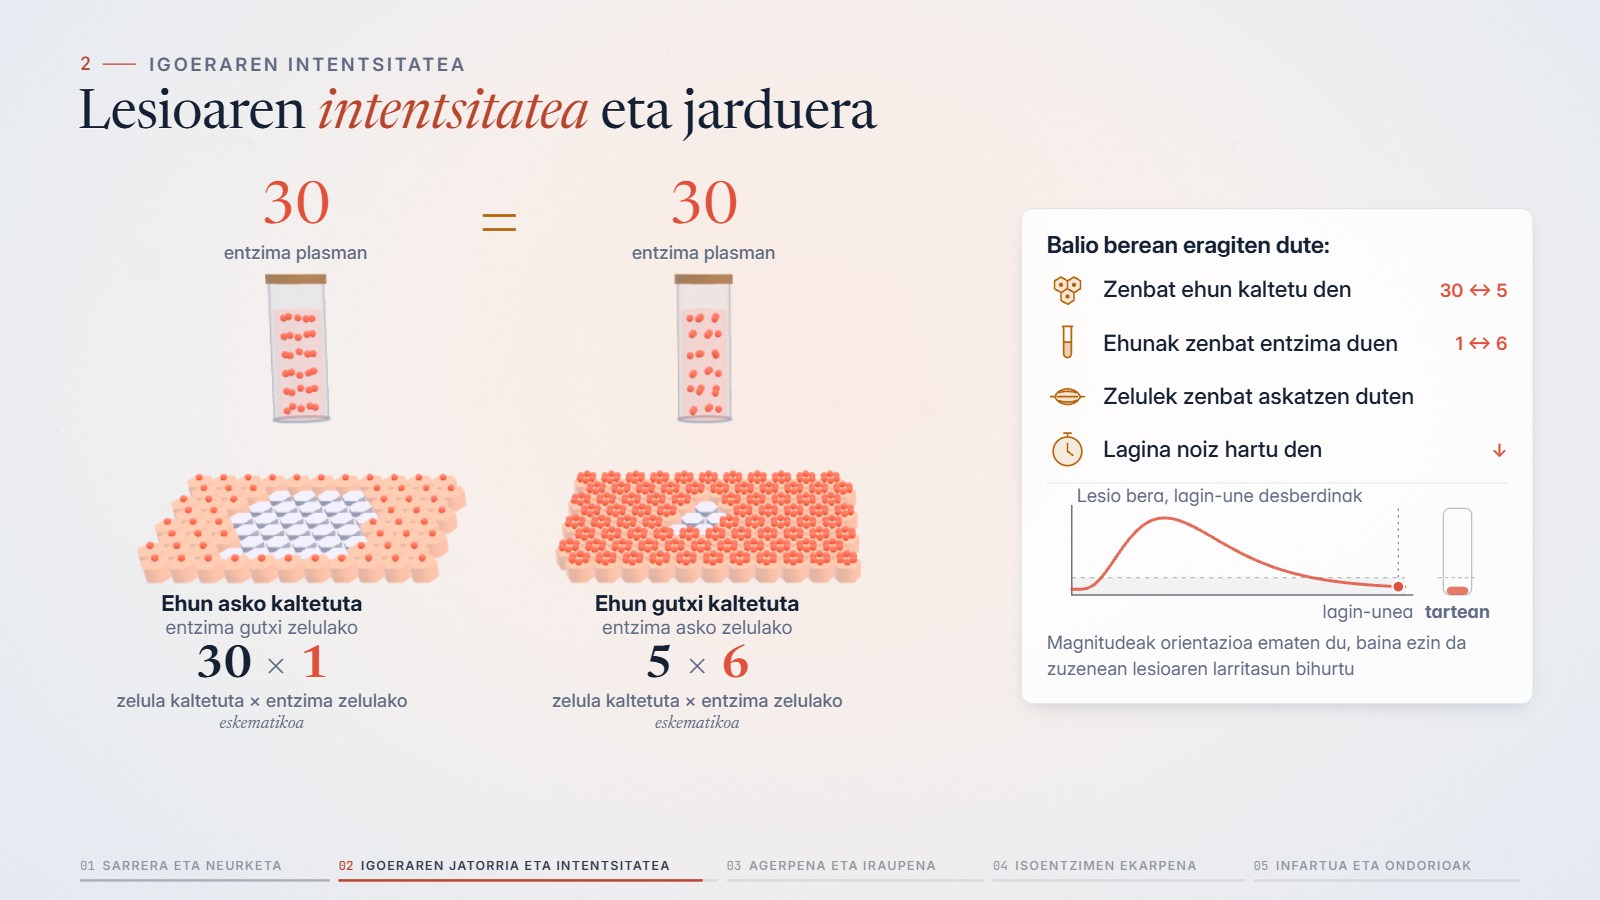 2 — IGOERAREN INTENTSITATEA
Lesioaren intentsitatea eta jarduera
30 = 30
entzima plasman
entzima plasman
Ehun asko kaltetuta
entzima gutxi zelulako
30 × 1
zelula kaltetuta × entzima zelulako
eskematikoa
Ehun gutxi kaltetuta
entzima asko zelulako
5 × 6
zelula kaltetuta × entzima zelulako
eskematikoa
Balio berean eragiten dute:
Zenbat ehun kaltetu den 30 ↔ 5
Ehunak zenbat entzima duen 1 ↔ 6
Zelulek zenbat askatzen duten
Lagina noiz hartu den ↓
Lesio bera, lagin-une desberdinak
lagin-unea tartean
Magnitudeak orientazioa ematen du, baina ezin da
zuzenean lesioaren larritasun bihurtu
01 SARRERA ETA NEURKETA
02 IGOERAREN JATORRIA ETA INTENTSITATEA
03 AGERPENA ETA IRAUPENA
04 ISOENTZIMEN EKARPENA
05 INFARTUA ETA ONDORIOAK